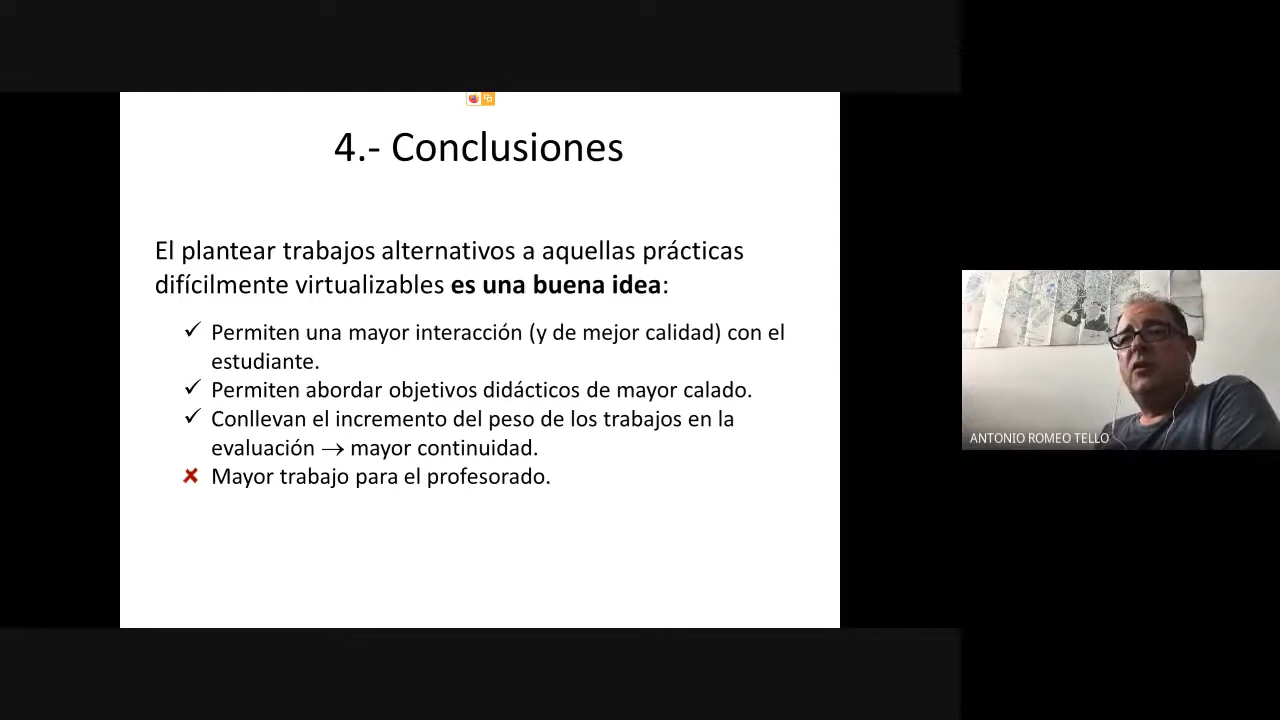 4.- Conclusiones
El plantear trabajos alternativos a aquellas prácticas
difícilmente virtualizables es una buena idea:
✓ Permiten una mayor interacción (y de mejor calidad) con el
estudiante.
✓ Permiten abordar objetivos didácticos de mayor calado.
✓ Conllevan el incremento del peso de los trabajos en la
evaluación → mayor continuidad.
✘ Mayor trabajo para el profesorado.
ANTONIO ROMEO TELLO